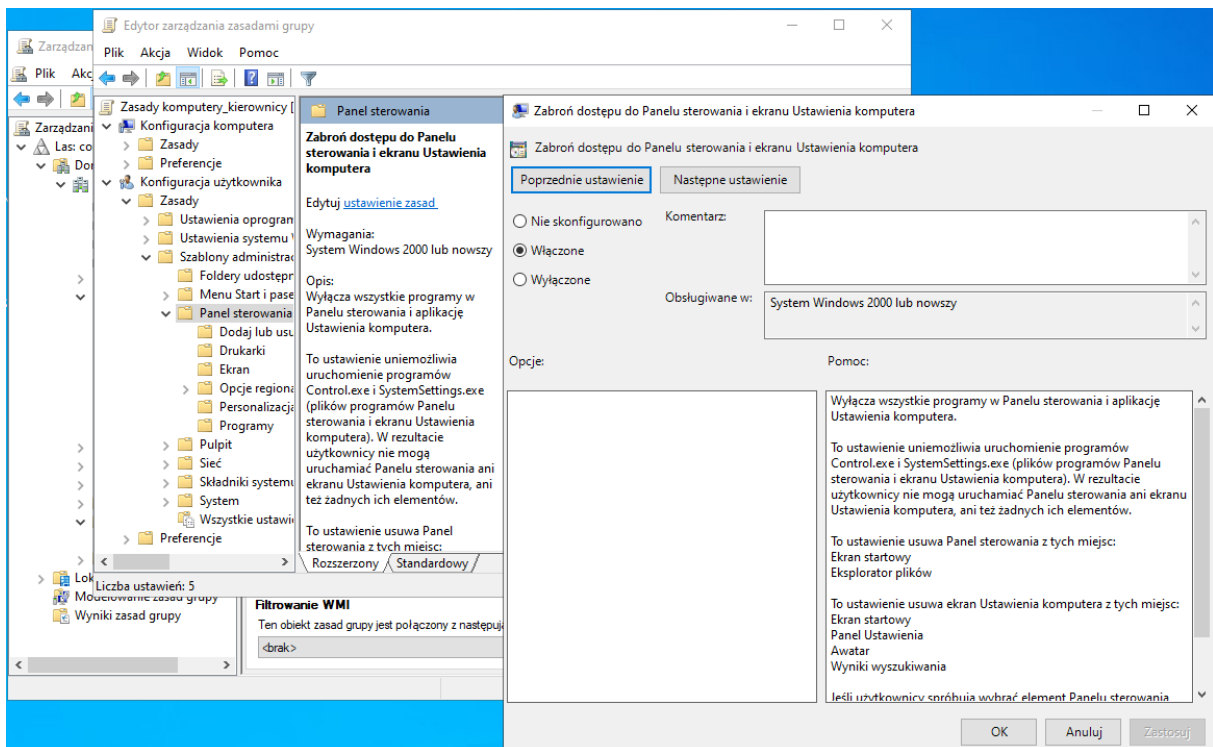 Edytor zarządzania zasadami grupy
Plik Akcja Widok Pomoc
Plik
Las:
Zasady komputery_kierownicy [
Konfiguracja komputera
Zasady
Preferencje
Konfiguracja użytkownika
Zasady
Ustawienia
Ustawienia systemu
Szablony
Foldery
Menu Start i
Panel sterowania
Dodaj lub
Drukarki
Ekran
Opcje
Programy
Pulpit
Sieć
Składniki
System
Wszystkie
Preferencje
Liczba ustawień: 5
Modelowanie zasad grupy
Wyniki zasad grupy
Panel sterowania
Zabroń dostępu do Panelu
sterowania i ekranu Ustawienia
komputera
Edytuj ustawienie zasad
Wymagania:
System Windows 2000 lub nowszy
Opis:
Wyłącza wszystkie programy w
Panelu sterowania i aplikację
Ustawienia komputera.
To ustawienie uniemożliwia
uruchomienie programów
Control.exe i SystemSettings.exe
(plików programów Panelu
sterowania i ekranu Ustawienia
komputera). W rezultacie
użytkownicy nie mogą
uruchamiać Panelu sterowania ani
ekranu Ustawienia komputera, ani
też żadnych ich elementów.
To ustawienie usuwa Panel
sterowania z tych miejsc:
Rozszerzony Standardowy
Filtrowanie WMI
Ten obiekt zasad grupy jest połączony z
<brak>
Zabroń dostępu do Panelu sterowania i ekranu Ustawienia komputera
Zabroń dostępu do Panelu sterowania i ekranu Ustawienia komputera
Poprzednie ustawienie Następne ustawienie
Nie skonfigurowano
Włączone
Wyłączone
Komentarz:
Obsługiwane w: System Windows 2000 lub nowszy
Opcje:
Pomoc:
Wyłącza wszystkie programy w Panelu sterowania i aplikację
Ustawienia komputera.
To ustawienie uniemożliwia uruchomienie programów
Control.exe i SystemSettings.exe (plików programów Panelu
sterowania i ekranu Ustawienia komputera). W rezultacie
użytkownicy nie mogą uruchamiać Panelu sterowania ani ekranu
Ustawienia komputera, ani też żadnych ich elementów.
To ustawienie usuwa Panel sterowania z tych miejsc:
Ekran startowy
Eksplorator plików
To ustawienie usuwa ekran Ustawienia komputera z tych miejsc:
Ekran startowy
Panel Ustawienia
Awatar
Wyniki wyszukiwania
Jeśli użytkownicy spróbują wybrać element Panelu sterowania
OK Anuluj Zastosuj